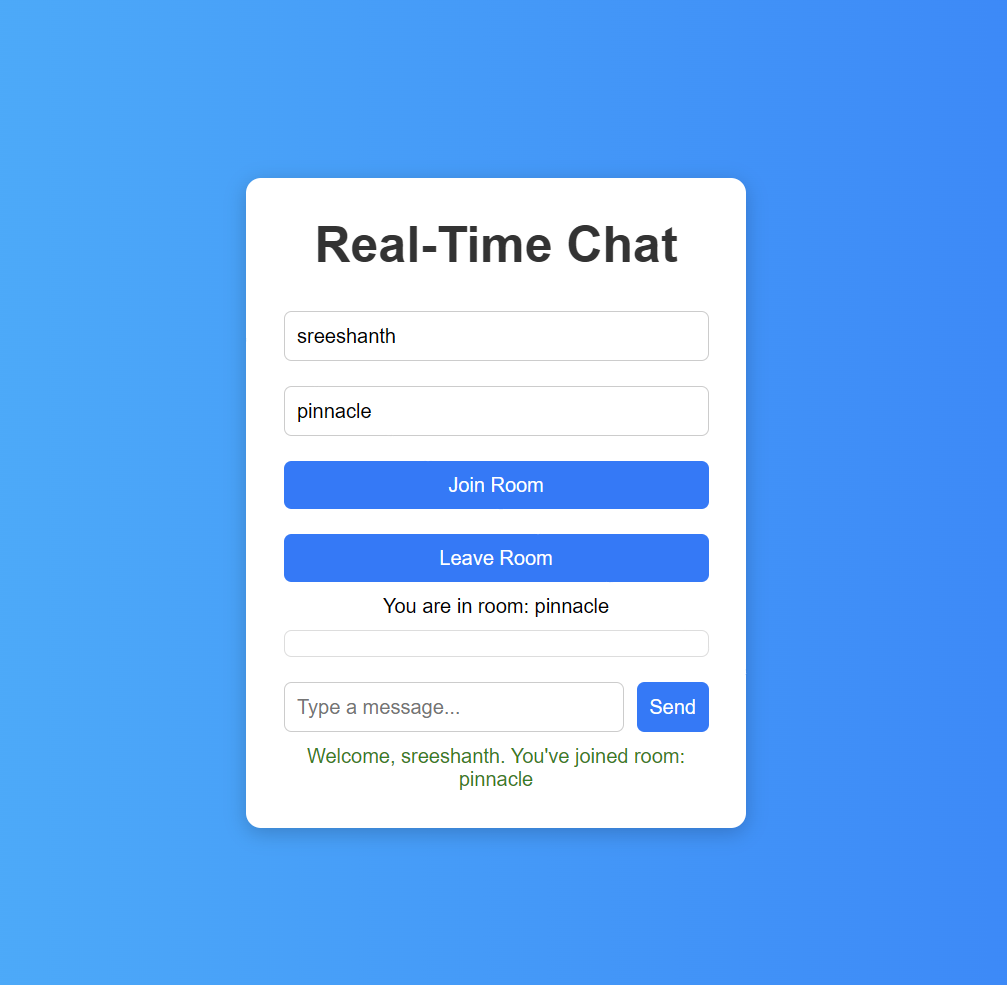 Real-Time Chat
sreeshanth
pinnacle
Join Room
Leave Room
You are in room: pinnacle
Type a message...
Send
Welcome, sreeshanth. You've joined room:
pinnacle